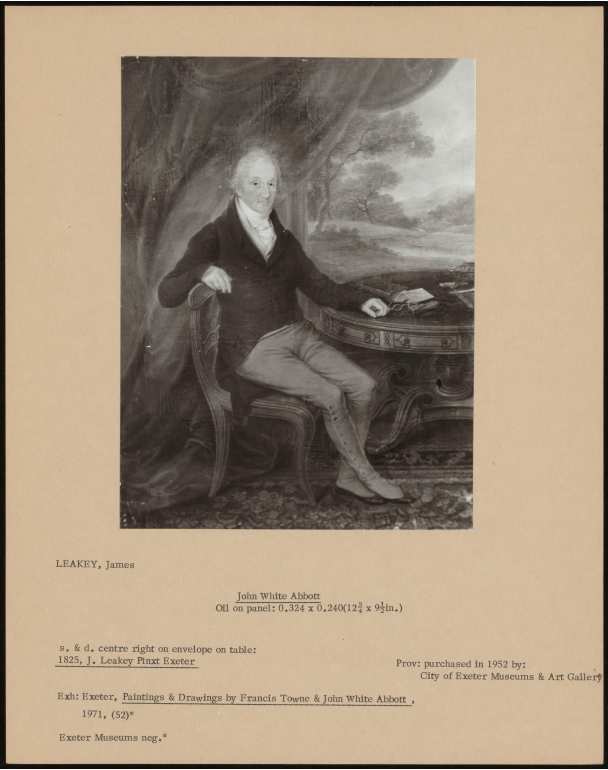 LEAKEY, James
John White Abbott
Oil on panel: 0.324 x 0.240(12¾ x 9½in.)
s. & d. centre right on envelope on table:
1825, J. Leakey Pinxt Exeter
Prov: purchased in 1952 by:
City of Exeter Museums & Art Gallery
Exh: Exeter, Paintings & Drawings by Francis Towne & John White Abbott ,
1971, (52)*
Exeter Museums neg.*